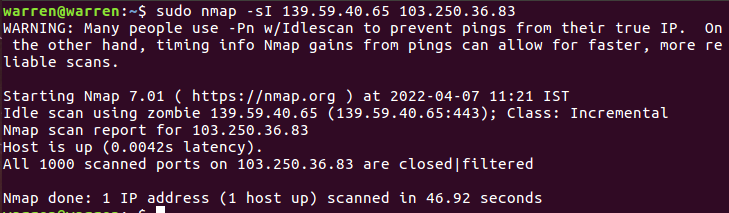 warren@warren:~$ sudo nmap -sI 139.59.40.65 103.250.36.83
WARNING: Many people use -Pn w/Idlescan to prevent pings from their true IP.  On
 the other hand, timing info Nmap gains from pings can allow for faster, more re
liable scans.

Starting Nmap 7.01 ( https://nmap.org ) at 2022-04-07 11:21 IST
Idle scan using zombie 139.59.40.65 (139.59.40.65:443); Class: Incremental
Nmap scan report for 103.250.36.83
Host is up (0.0042s latency).
All 1000 scanned ports on 103.250.36.83 are closed|filtered

Nmap done: 1 IP address (1 host up) scanned in 46.92 seconds
warren@warren:~$